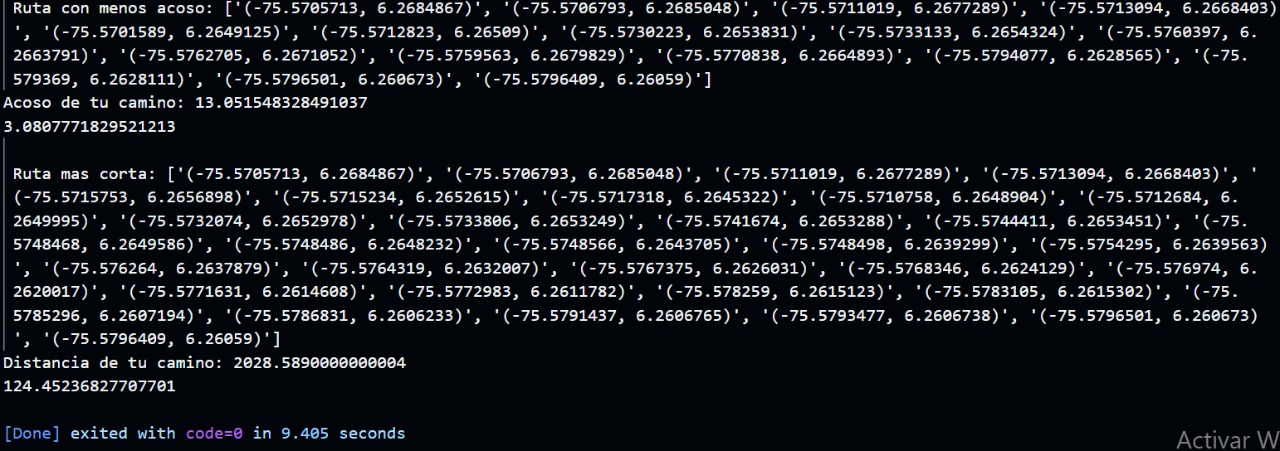 Ruta con menos acoso: ['(-75.5705713, 6.2684867)', '(-75.5706793, 6.2685048)', '(-75.5711019, 6.2677289)', '(-75.5713094, 6.2668403)
', '(-75.5701589, 6.2649125)', '(-75.5712823, 6.26509)', '(-75.5730223, 6.2653831)', '(-75.5733133, 6.2654324)', '(-75.5760397, 6.
2663791)', '(-75.5762705, 6.2671052)', '(-75.5759563, 6.2679829)', '(-75.5770838, 6.2664893)', '(-75.5794077, 6.2628565)', '(-75.
579369, 6.2628111)', '(-75.5796501, 6.260673)', '(-75.5796409, 6.26059)']
Acoso de tu camino: 13.051548328491037
3.0807771829521213
Ruta mas corta: ['(-75.5705713, 6.2684867)', '(-75.5706793, 6.2685048)', '(-75.5711019, 6.2677289)', '(-75.5713094, 6.2668403)', '
(-75.5715753, 6.2656898)', '(-75.5715234, 6.2652615)', '(-75.5717318, 6.2645322)', '(-75.5710758, 6.2648904)', '(-75.5712684, 6.
2649995)', '(-75.5732074, 6.2652978)', '(-75.5733806, 6.2653249)', '(-75.5741674, 6.2653288)', '(-75.5744411, 6.2653451)', '(-75.
5748468, 6.2649586)', '(-75.5748486, 6.2648232)', '(-75.5748566, 6.2643705)', '(-75.5748498, 6.2639299)', '(-75.5754295, 6.2639563)
', '(-75.576264, 6.2637879)', '(-75.5764319, 6.2632007)', '(-75.5767375, 6.2626031)', '(-75.5768346, 6.2624129)', '(-75.576974, 6.
2620017)', '(-75.5771631, 6.2614608)', '(-75.5772983, 6.2611782)', '(-75.578259, 6.2615123)', '(-75.5783105, 6.2615302)', '(-75.
5785296, 6.2607194)', '(-75.5786831, 6.2606233)', '(-75.5791437, 6.2606765)', '(-75.5793477, 6.2606738)', '(-75.5796501, 6.260673)
', '(-75.5796409, 6.26059)']
Distancia de tu camino: 2028.5890000000004
124.45236827707701
[Done] exited with code=0 in 9.405 seconds
Activar W